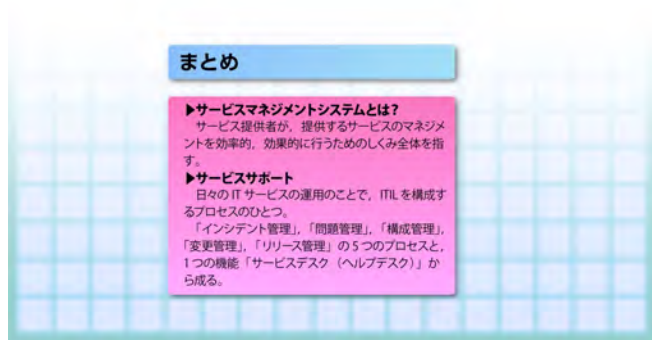 まとめ
▶サービスマネジメントシステムとは?
サービス提供者が，提供するサービスのマネジメ
ントを効率的，効果的に行うためのしくみ全体を指
す。
▶サービスサポート
日々の IT サービスの運用のことで，ITIL を構成す
るプロセスのひとつ。
「インシデント管理」，「問題管理」，「構成管理」，
「変更管理」，「リリース管理」の５つのプロセスと，
１つの機能「サービスデスク（ヘルプデスク）」か
ら成る。